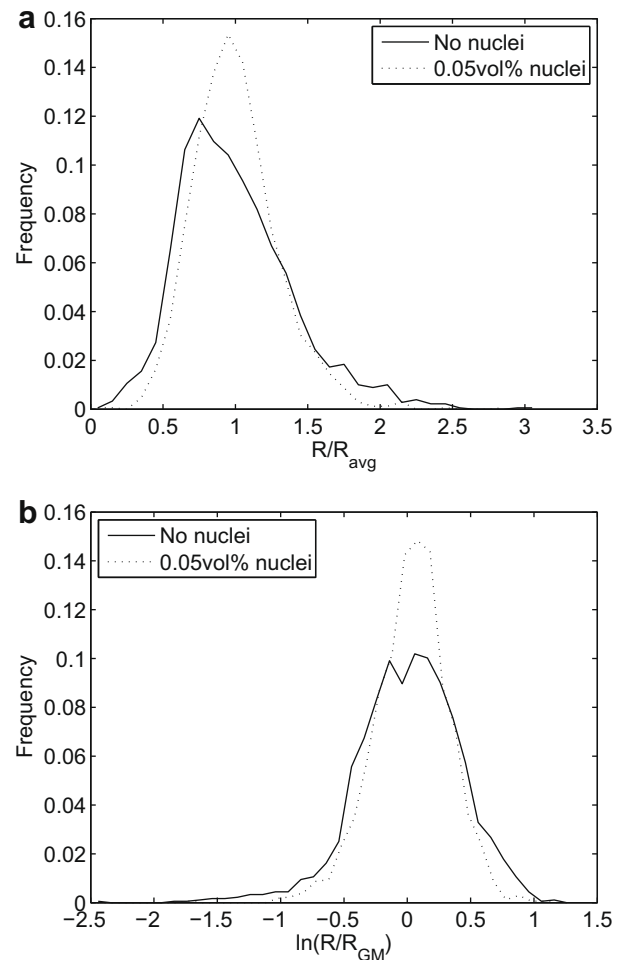 a
0.16
0.14
0.12
0.1
0.08
0.06
0.04
0.02
0
Frequency
No nuclei
0.05vol% nuclei
0 0.5 1 1.5 2 2.5 3 3.5
R/Ravg
b
0.16
0.14
0.12
0.1
0.08
0.06
0.04
0.02
0
Frequency
No nuclei
0.05vol% nuclei
−2.5 −2 −1.5 −1 −0.5 0 0.5 1 1.5
ln(R/RGM)